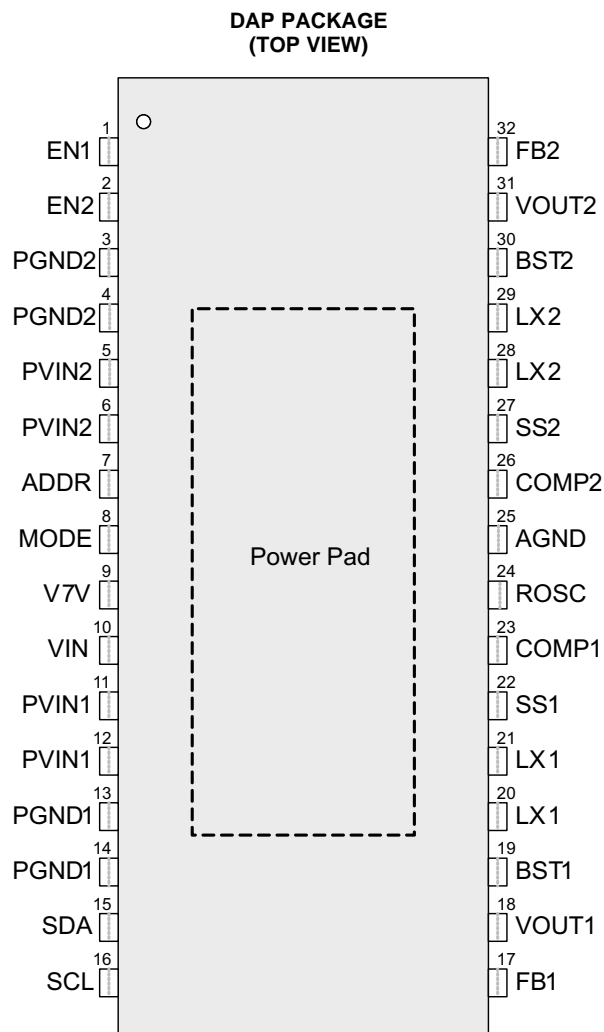 DAP PACKAGE
(TOP VIEW)
1
EN1
2
EN2
3
PGND2
4
PGND2
5
PVIN2
6
PVIN2
7
ADDR
8
MODE
9
V7V
10
VIN
11
PVIN1
12
PVIN1
13
PGND1
14
PGND1
15
SDA
16
SCL
Power Pad
32
FB2
31
VOUT2
30
BST2
29
LX2
28
LX2
27
SS2
26
COMP2
25
AGND
24
ROSC
23
COMP1
22
SS1
21
LX1
20
LX1
19
BST1
18
VOUT1
17
FB1